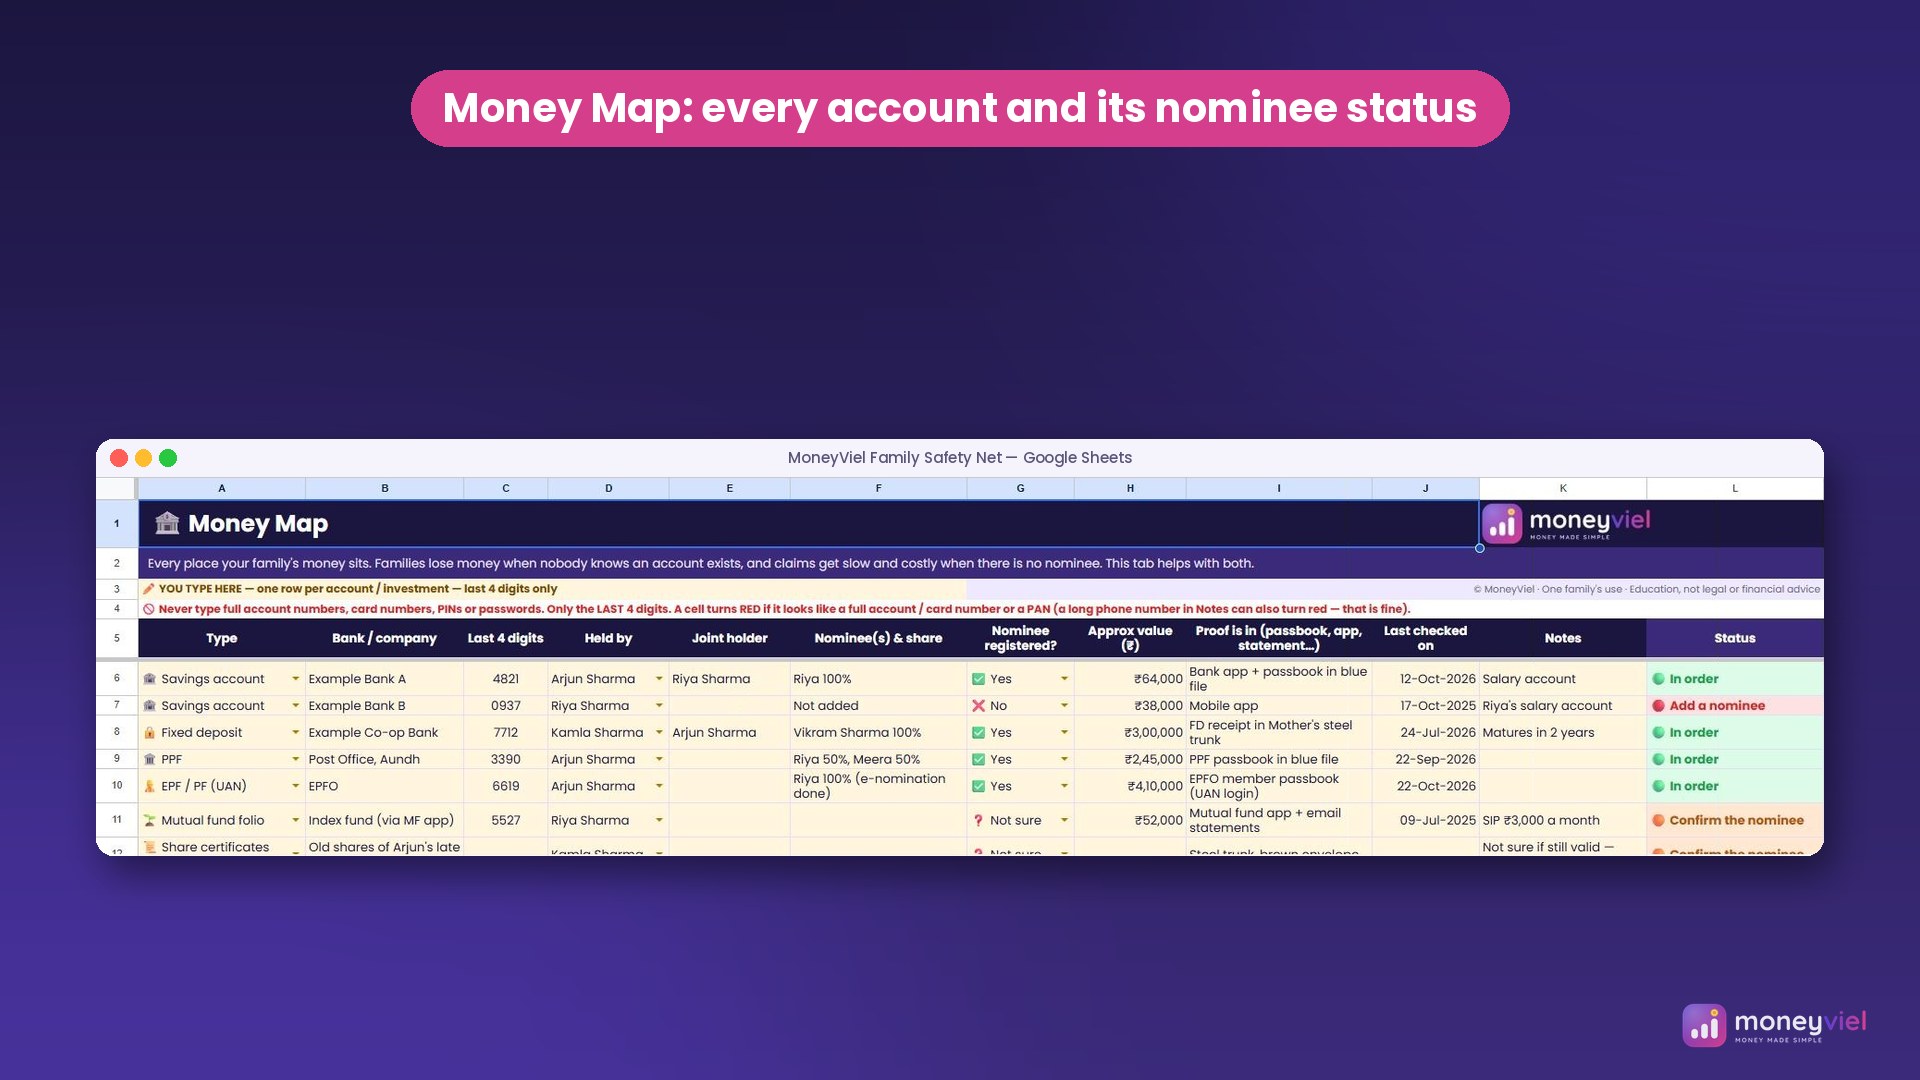 Money Map: every account and its nominee status
MoneyViel Family Safety Net — Google Sheets
A B C D E F G H I J K L
1 Money Map moneyviel
MONEY MADE SIMPLE
2 Every place your family's money sits. Families lose money when nobody knows an account exists, and claims get slow and costly when there is no nominee. This tab helps with both.
3 YOU TYPE HERE — one row per account / investment — last 4 digits only © MoneyViel · One family's use · Education, not legal or financial advice
4 Never type full account numbers, card numbers, PINs or passwords. Only the LAST 4 digits. A cell turns RED if it looks like a full account / card number or a PAN (a long phone number in Notes can also turn red — that is fine).
5 Type Bank / company Last 4 digits Held by Joint holder Nominee(s) & share Nominee registered? Approx value (₹) Proof is in (passbook, app, statement...) Last checked on Notes Status
6 Savings account Example Bank A 4821 Arjun Sharma Riya Sharma Riya 100% Yes ₹64,000 Bank app + passbook in blue file 12-Oct-2026 Salary account In order
7 Savings account Example Bank B 0937 Riya Sharma Not added No ₹38,000 Mobile app 17-Oct-2025 Riya's salary account Add a nominee
8 Fixed deposit Example Co-op Bank 7712 Kamla Sharma Arjun Sharma Vikram Sharma 100% Yes ₹3,00,000 FD receipt in Mother's steel trunk 24-Jul-2026 Matures in 2 years In order
9 PPF Post Office, Aundh 3390 Arjun Sharma Riya 50%, Meera 50% Yes ₹2,45,000 PPF passbook in blue file 22-Sep-2026 In order
10 EPF / PF (UAN) EPFO 6619 Arjun Sharma Riya 100% (e-nomination done) Yes ₹4,10,000 EPFO member passbook (UAN login) 22-Oct-2026 In order
11 Mutual fund folio Index fund (via MF app) 5527 Riya Sharma Not sure ₹52,000 Mutual fund app + email statements 09-Jul-2025 SIP ₹3,000 a month Confirm the nominee
12 Share certificates Old shares of Arjun's late Kamla Sharma Not sure Steel trunk, brown envelope Not sure if still valid — Confirm the nominee
moneyviel
MONEY MADE SIMPLE